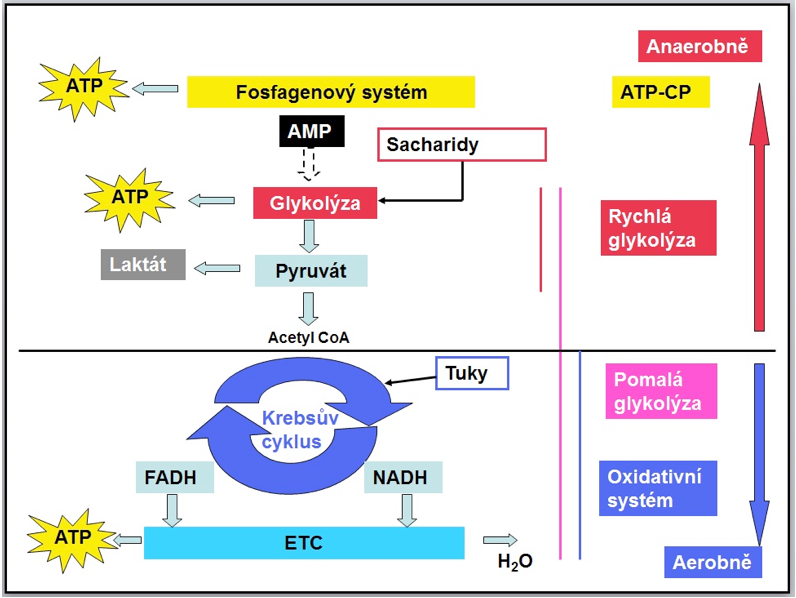 Anaerobně
ATP
Fosfagenový systém
ATP-CP
AMP
Sacharidy
ATP
Glykolýza
Rychlá
glykolýza
Laktát
Pyruvát
Acetyl CoA
Tuky
Pomalá
glykolýza
Krebsův
cyklus
FADH
NADH
Oxidativní
systém
ATP
ETC
H₂O
Aerobně